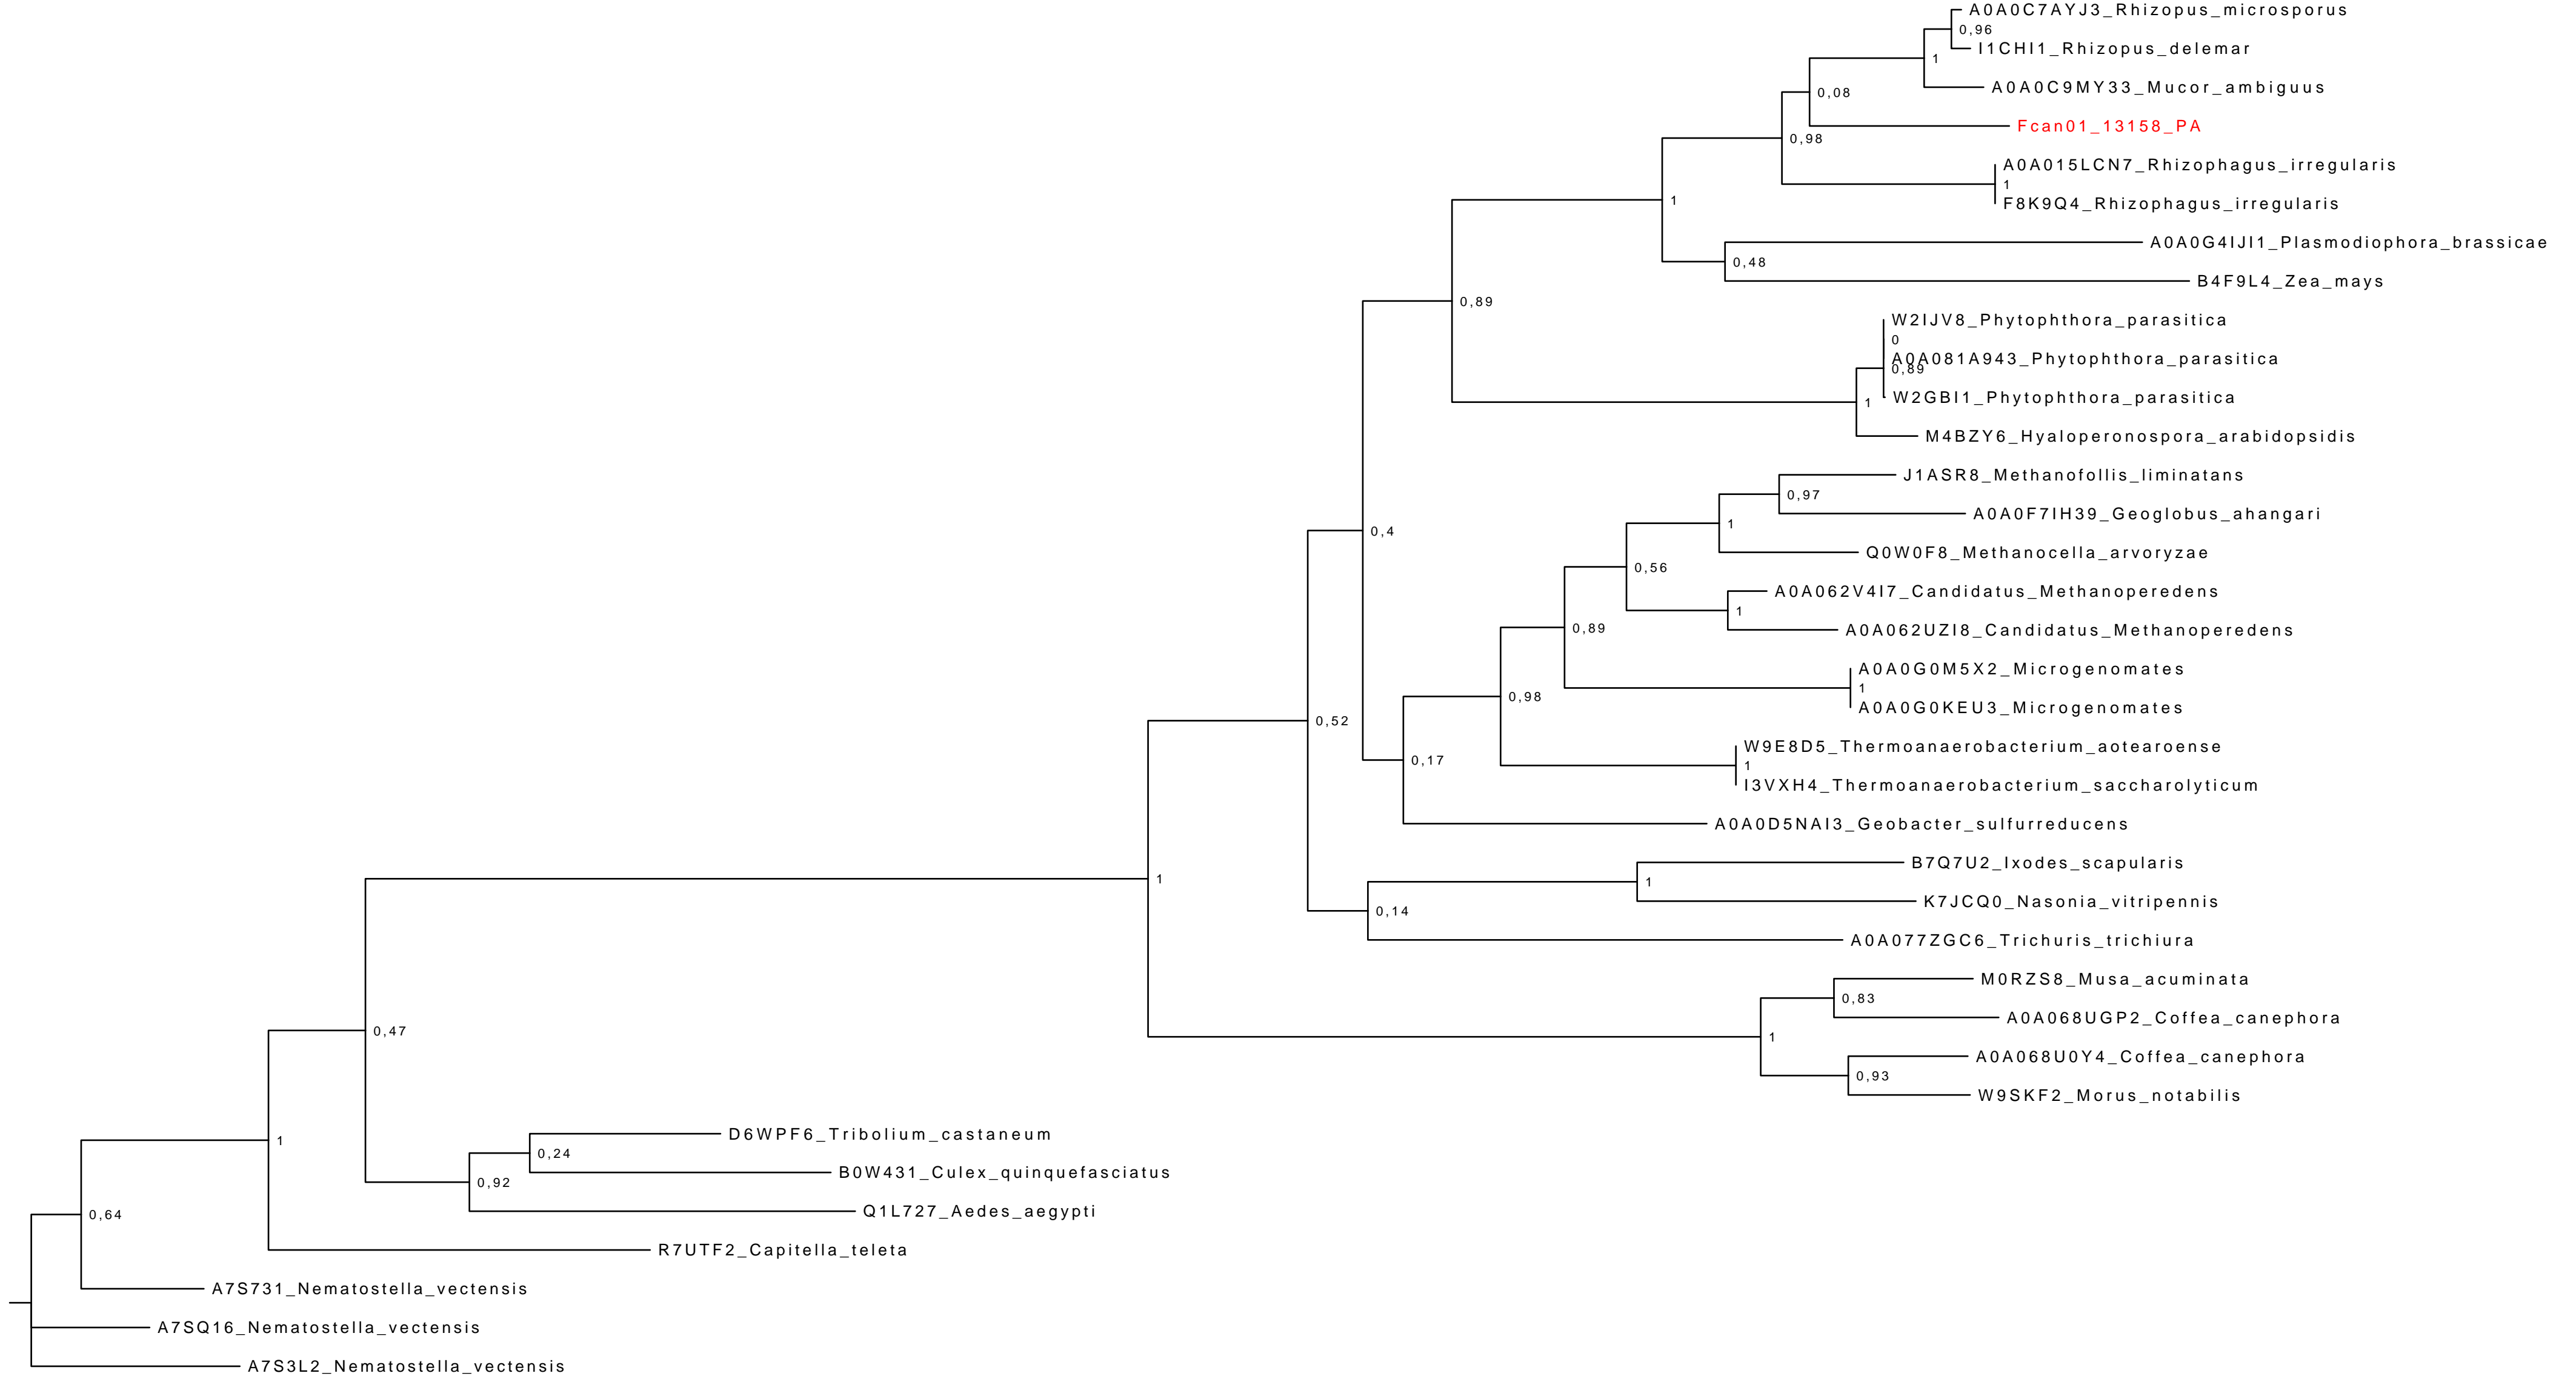 A0A0C7AYJ3_Rhizopus_microsporus
0,96
I1CHI1_Rhizopus_delemar
1
A0A0C9MY33_Mucor_ambiguus
0,08
Fcan01_13158_PA
0,98
A0A015LCN7_Rhizophagus_irregularis
1
F8K9Q4_Rhizophagus_irregularis
1
A0A0G4IJI1_Plasmodiophora_brassicae
0,48
B4F9L4_Zea_mays
0,89
W2IJV8_Phytophthora_parasitica
0
A0A081A943_Phytophthora_parasitica
0,89
W2GBI1_Phytophthora_parasitica
1
M4BZY6_Hyaloperonospora_arabidopsidis
J1ASR8_Methanofollis_liminatans
0,97
A0A0F7IH39_Geoglobus_ahangari
1
0,4
Q0W0F8_Methanocella_arvoryzae
0,56
A0A062V4I7_Candidatus_Methanoperedens
1
A0A062UZI8_Candidatus_Methanoperedens
0,89
A0A0G0M5X2_Microgenomates
1
0,98
A0A0G0KEU3_Microgenomates
0,52
W9E8D5_Thermoanaerobacterium_aotearoense
1
0,17
I3VXH4_Thermoanaerobacterium_saccharolyticum
A0A0D5NAI3_Geobacter_sulfurreducens
B7Q7U2_Ixodes_scapularis
1
1
K7JCQ0_Nasonia_vitripennis
0,14
A0A077ZGC6_Trichuris_trichiura
M0RZS8_Musa_acuminata
0,83
A0A068UGP2_Coffea_canephora
0,47
1
A0A068U0Y4_Coffea_canephora
0,93
W9SKF2_Morus_notabilis
D6WPF6_Tribolium_castaneum
1
0,24
B0W431_Culex_quinquefasciatus
0,92
Q1L727_Aedes_aegypti
0,64
R7UTF2_Capitella_teleta
A7S731_Nematostella_vectensis
A7SQ16_Nematostella_vectensis
A7S3L2_Nematostella_vectensis